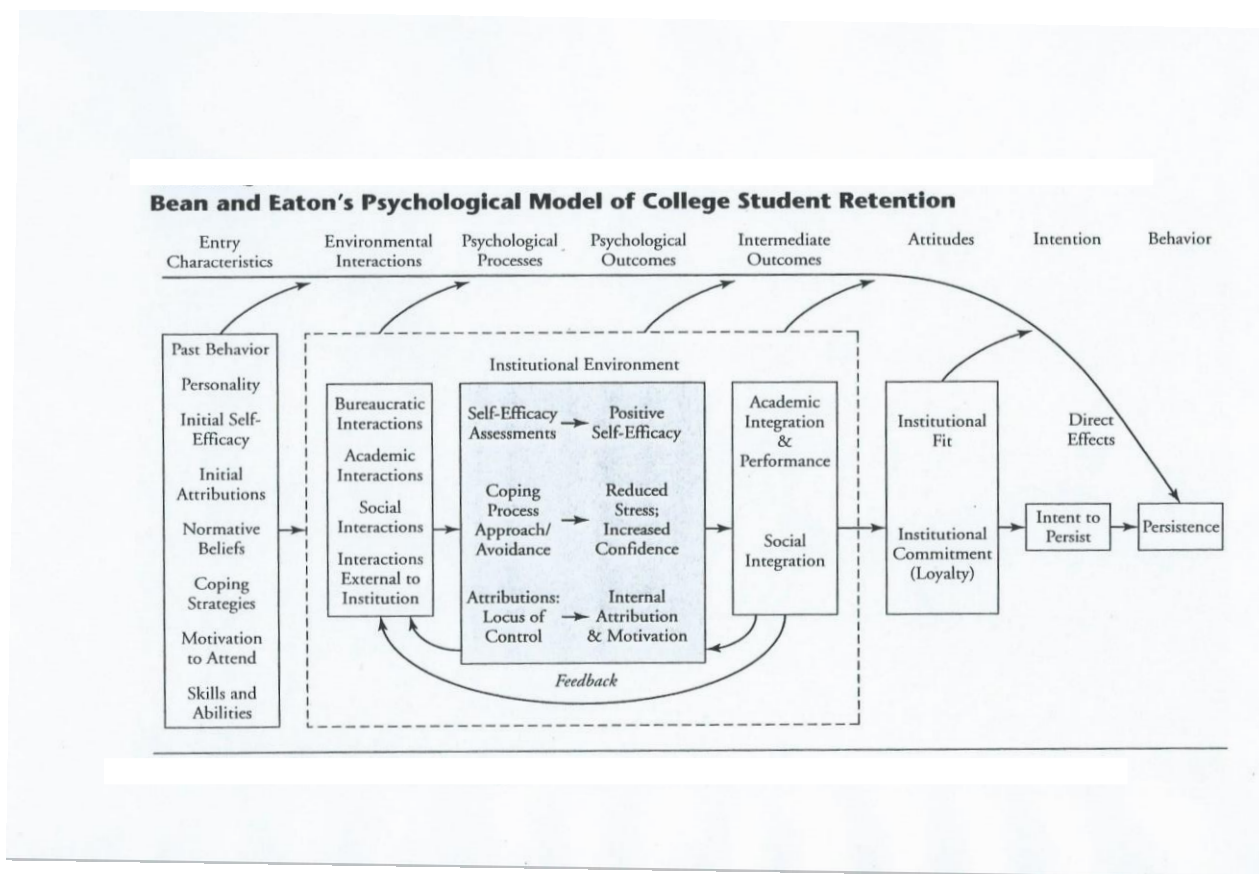 Bean and Eaton's Psychological Model of College Student Retention
Entry
Characteristics
Environmental
Interactions
Psychological
Processes
Psychological
Outcomes
Intermediate
Outcomes
Attitudes
Intention
Behavior
Past Behavior
Personality
Initial Self-
Efficacy
Initial
Attributions
Normative
Beliefs
Coping
Strategies
Motivation
to Attend
Skills and
Abilities
Institutional Environment
Bureaucratic
Interactions
Academic
Interactions
Social
Interactions
Interactions
External to
Institution
Self-Efficacy
Assessments
Positive
Self-Efficacy
Coping
Process
Approach/
Avoidance
Reduced
Stress;
Increased
Confidence
Attributions:
Locus of
Control
Internal
Attribution
& Motivation
Feedback
Academic
Integration
&
Performance
Social
Integration
Institutional
Fit
Institutional
Commitment
(Loyalty)
Direct
Effects
Intent to
Persist
Persistence